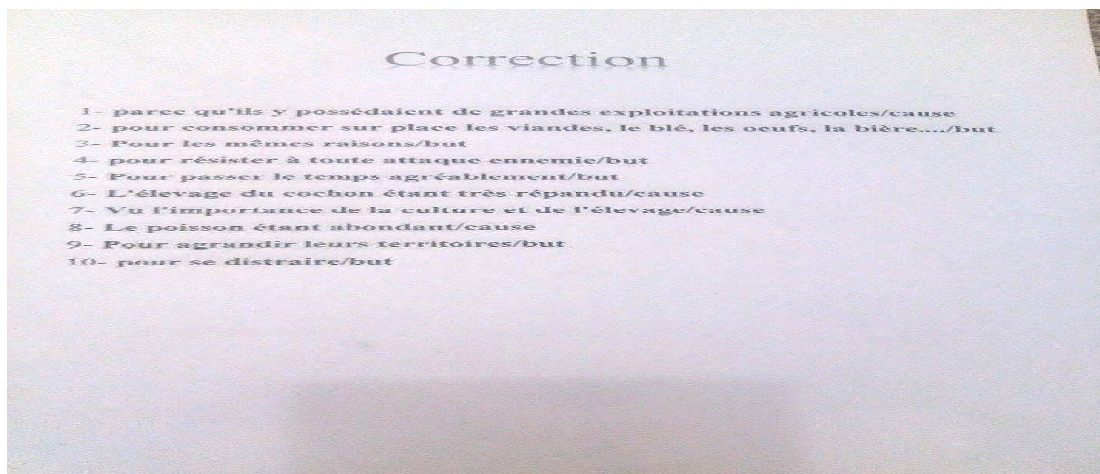 Correction
1- parce qu'ils y possédaient de grandes exploitations agricoles/cause
2- pour consommer sur place les viandes, le blé, les oeufs, la bière..../but
3- Pour les mêmes raisons/but
4- pour résister à toute attaque ennemie/but
5- Pour passer le temps agréablement/but
6- L'élevage du cochon étant très répandu/cause
7- Vu l'importance de la culture et de l'élevage/cause
8- Le poisson étant abondant/cause
9- Pour agrandir leurs territoires/but
10- pour se distraire/but